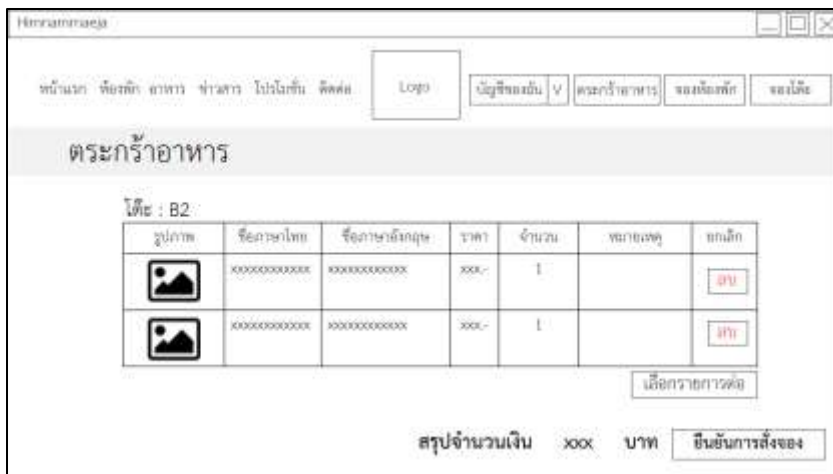 Himnammaeja
หน้าแรก ห้องพัก อาหาร ข่าวสาร โปรโมชั่น ติดต่อ Logo บัญชีของฉัน V ตระกร้าอาหาร จองห้องพัก จองโต๊ะ
ตระกร้าอาหาร
โต๊ะ : B2
รูปภาพ ชื่อภาษาไทย ชื่อภาษาอังกฤษ ราคา จำนวน หมายเหตุ ยกเลิก
xxxxxxxxxxxx xxxxxxxxxxxx xxx.- 1 ลบ
xxxxxxxxxxxx xxxxxxxxxxxx xxx.- 1 ลบ
เลือกรายการต่อ
สรุปจำนวนเงิน xxx บาท ยืนยันการสั่งจอง